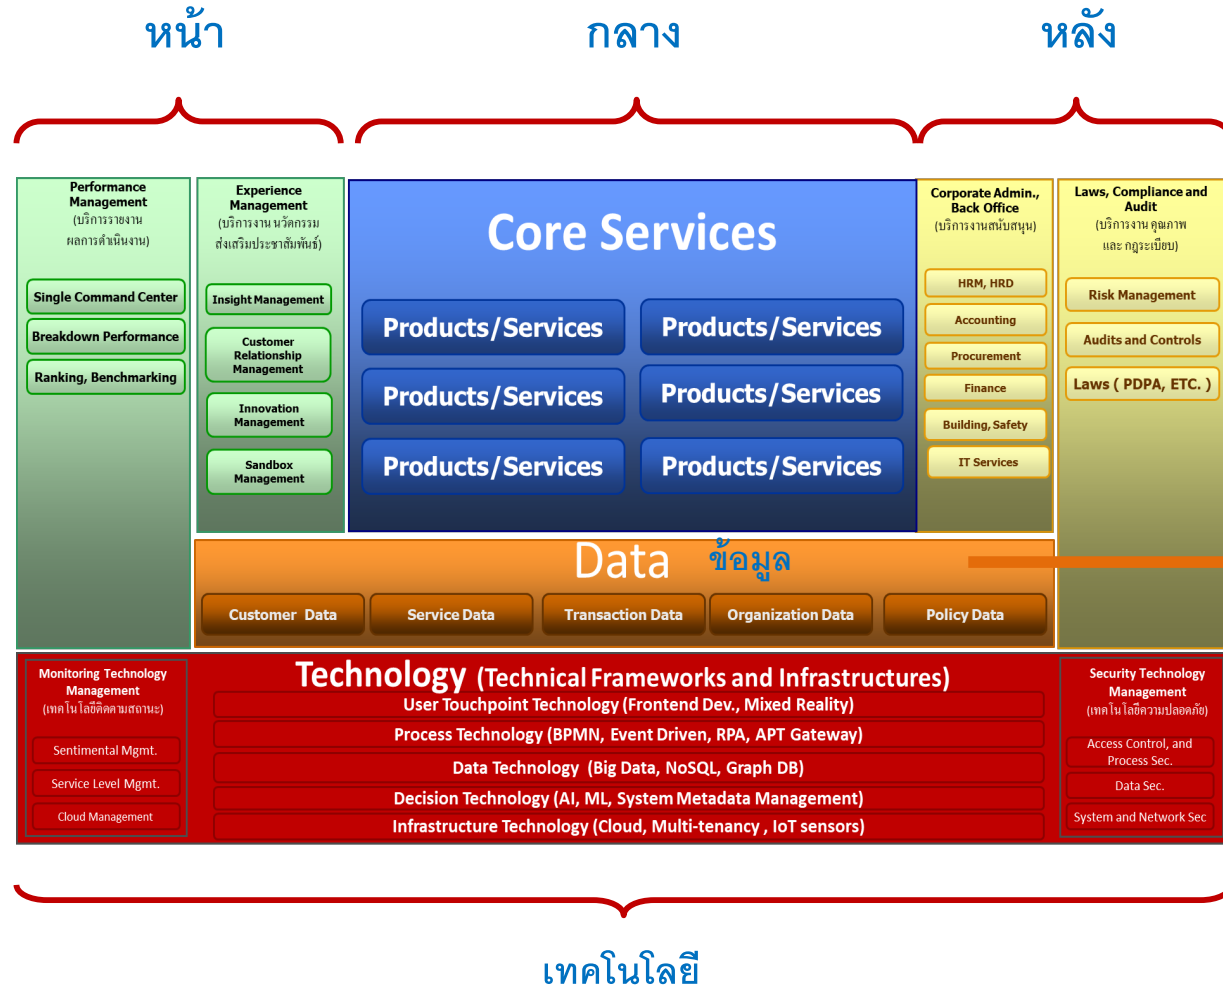 หน้า
กลาง
หลัง
Performance
Management
(บริการรายงาน
ผลการดำเนินงาน)
Single Command Center
Breakdown Performance
Ranking, Benchmarking
Experience
Management
(บริการงาน นวัตกรรม
ส่งเสริมประชาสัมพันธ์)
Insight Management
Customer
Relationship
Management
Innovation
Management
Sandbox
Management
Core Services
Products/Services
Products/Services
Products/Services
Products/Services
Products/Services
Products/Services
Corporate Admin.,
Back Office
(บริการงานสนับสนุน)
HRM, HRD
Accounting
Procurement
Finance
Building, Safety
IT Services
Laws, Compliance and
Audit
(บริการงาน คุณภาพ
และ กฎระเบียบ)
Risk Management
Audits and Controls
Laws ( PDPA, ETC. )
Data ข้อมูล
Customer Data
Service Data
Transaction Data
Organization Data
Policy Data
Monitoring Technology
Management
(เทคโนโลยีติดตามสถานะ)
Sentimental Mgmt.
Service Level Mgmt.
Cloud Management
Technology (Technical Frameworks and Infrastructures)
User Touchpoint Technology (Frontend Dev., Mixed Reality)
Process Technology (BPMN, Event Driven, RPA, APT Gateway)
Data Technology (Big Data, NoSQL, Graph DB)
Decision Technology (AI, ML, System Metadata Management)
Infrastructure Technology (Cloud, Multi-tenancy , IoT sensors)
Security Technology
Management
(เทคโนโลยีความปลอดภัย)
Access Control, and
Process Sec.
Data Sec.
System and Network Sec
เทคโนโลยี